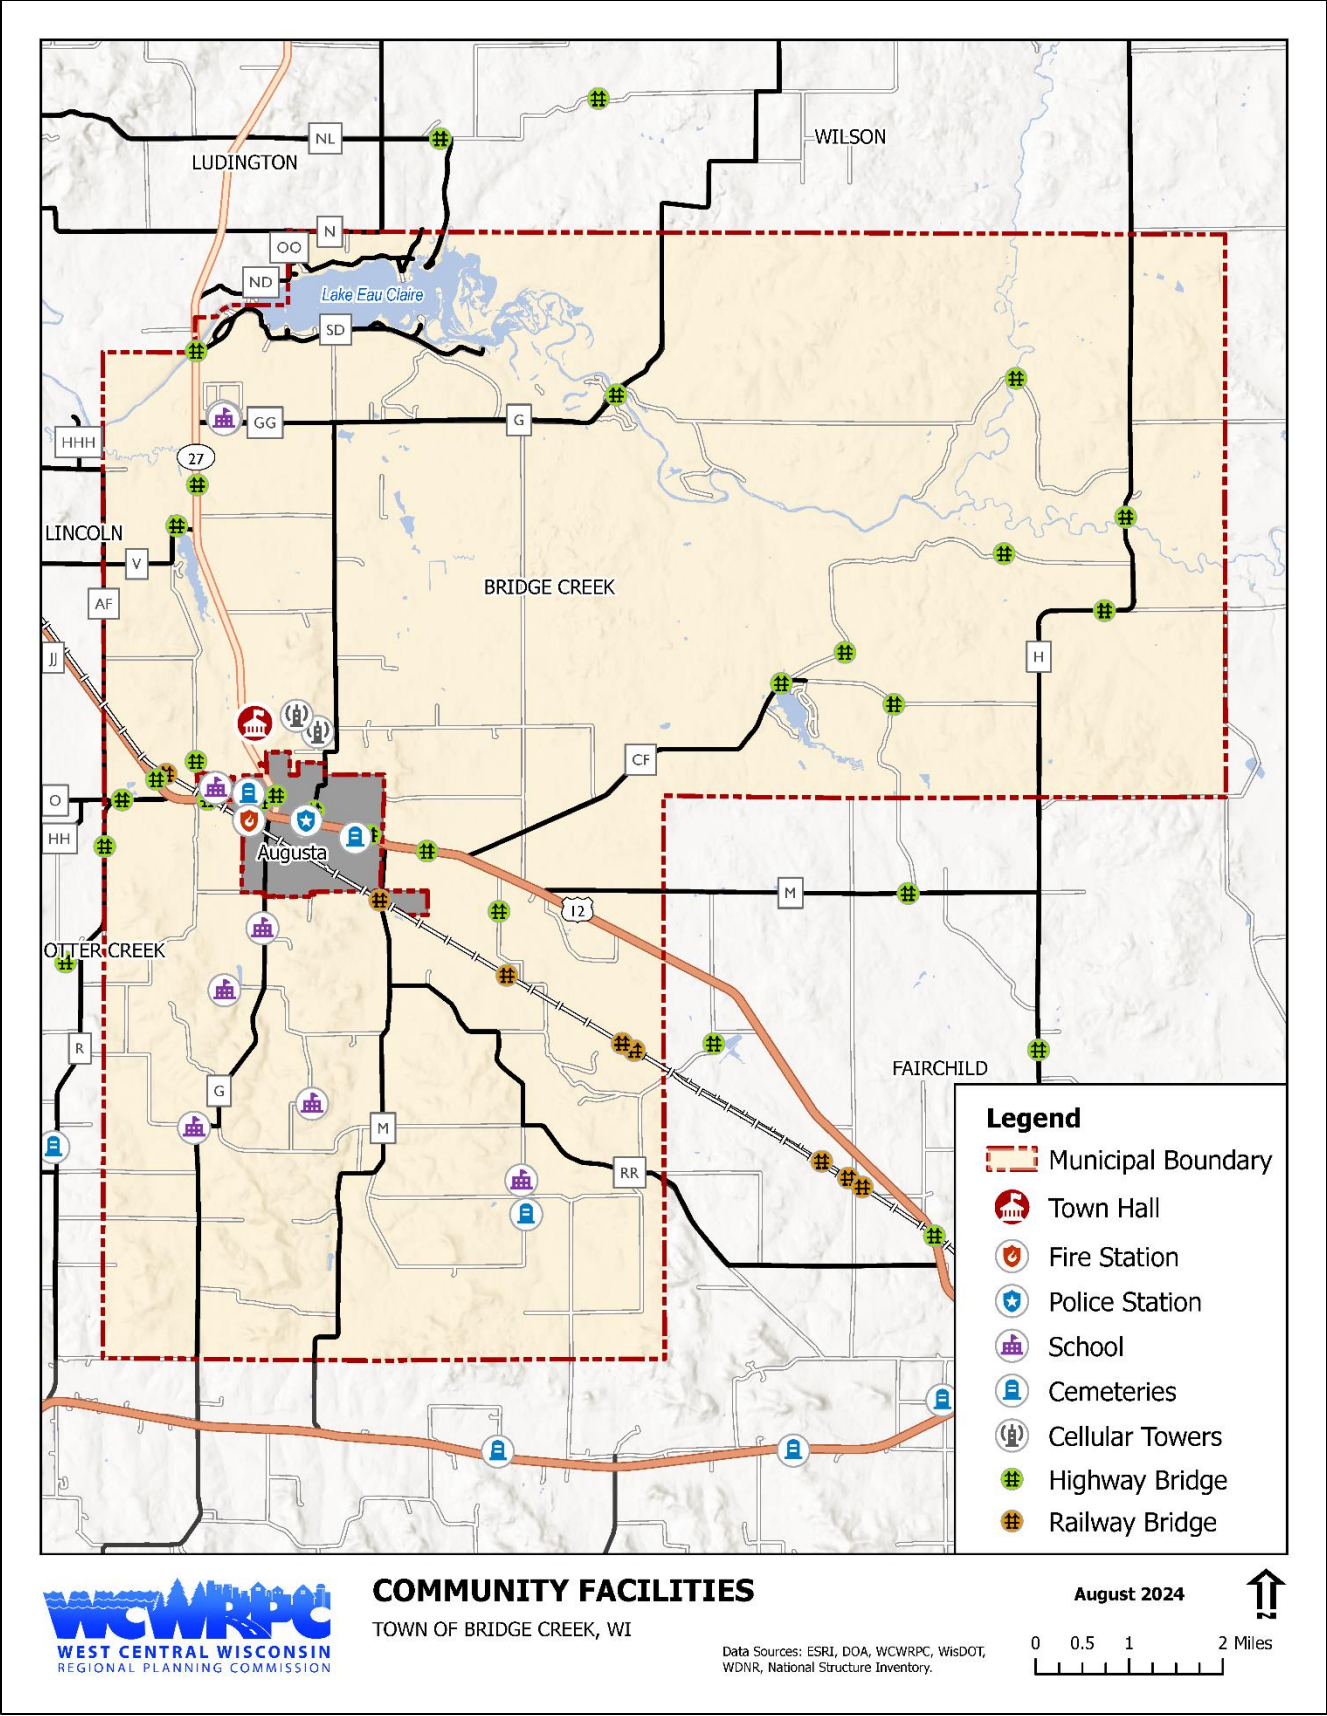 WILSON
NL
LUDINGTON
N
OO
ND
Lake Eau Claire
SD
GG
G
HHH
27
LINCOLN
V
BRIDGE CREEK
AF
JJ
H
CF
O
HH
Augusta
M
12
OTTER CREEK
R
FAIRCHILD
G
M
RR
Legend
Municipal Boundary
Town Hall
Fire Station
Police Station
School
Cemeteries
Cellular Towers
Highway Bridge
Railway Bridge
WCWRPC
WEST CENTRAL WISCONSIN
REGIONAL PLANNING COMMISSION
COMMUNITY FACILITIES
TOWN OF BRIDGE CREEK, WI
Data Sources: ESRI, DOA, WCWRPC, WisDOT,
WDNR, National Structure Inventory.
August 2024
N
0 0.5 1 2 Miles